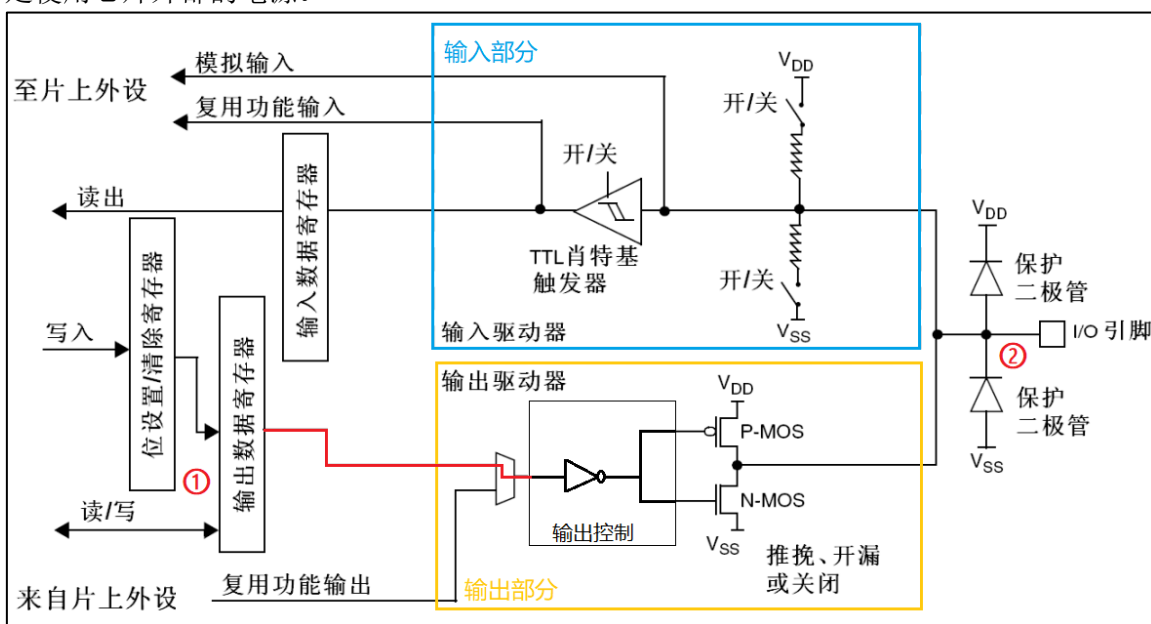 输入部分
模拟输入
至片上外设
复用功能输入
V_DD
开/关
开/关
读出
输入数据寄存器
TTL肖特基
触发器
开/关
V_SS
输入驱动器
V_DD
保护
二极管
I/O 引脚
②
保护
二极管
V_SS
写入
位设置/清除寄存器
①
输出数据寄存器
读/写
输出驱动器
V_DD
P-MOS
N-MOS
V_SS
输出控制
推挽、开漏
或关闭
输出部分
复用功能输出
来自片上外设